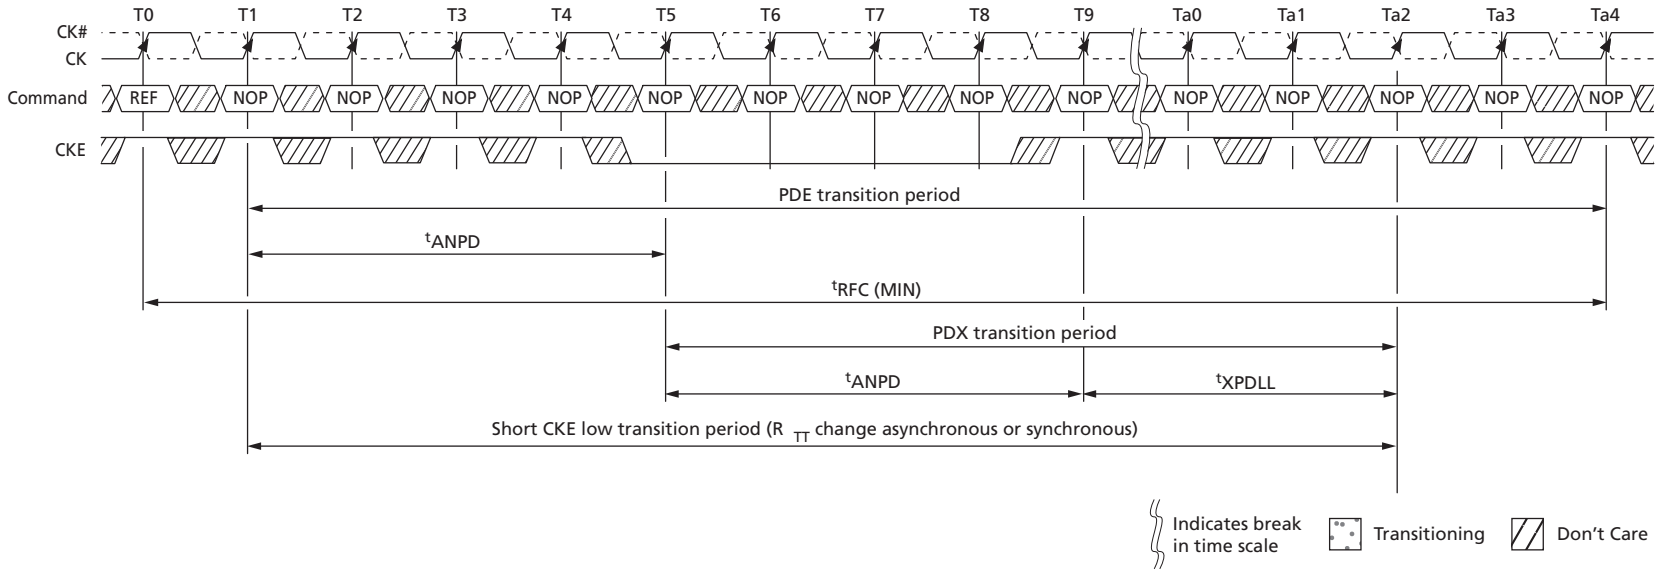 T0 T1 T2 T3 T4 T5 T6 T7 T8 T9 Ta0 Ta1 Ta2 Ta3 Ta4
CK#
CK
Command REF NOP NOP NOP NOP NOP NOP NOP NOP NOP NOP NOP NOP NOP NOP
CKE
PDE transition period
tANPD
tRFC (MIN)
PDX transition period
tANPD tXPDLL
Short CKE low transition period (R TT change asynchronous or synchronous)
Indicates break
in time scale
Transitioning
Don't Care